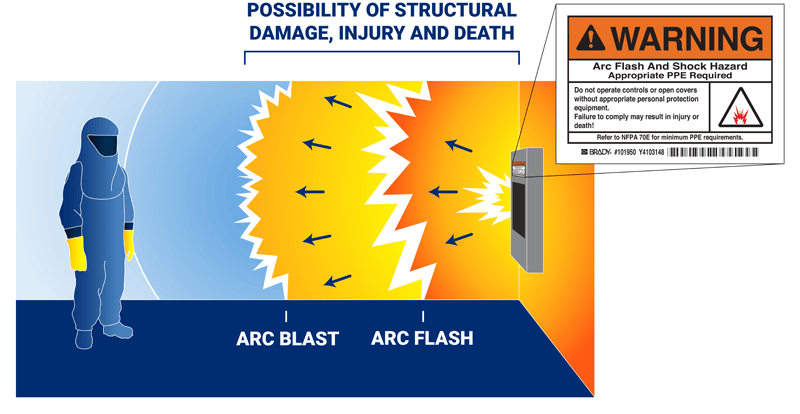 POSSIBILITY OF STRUCTURAL
DAMAGE, INJURY AND DEATH
WARNING
Arc Flash And Shock Hazard
Appropriate PPE Required
Do not operate controls or open covers
without appropriate personal protection
equipment.
Failure to comply may result in injury or
death!
Refer to NFPA 70E for minimum PPE requirements.
BRADY. #101950 Y4103148
ARC BLAST
ARC FLASH